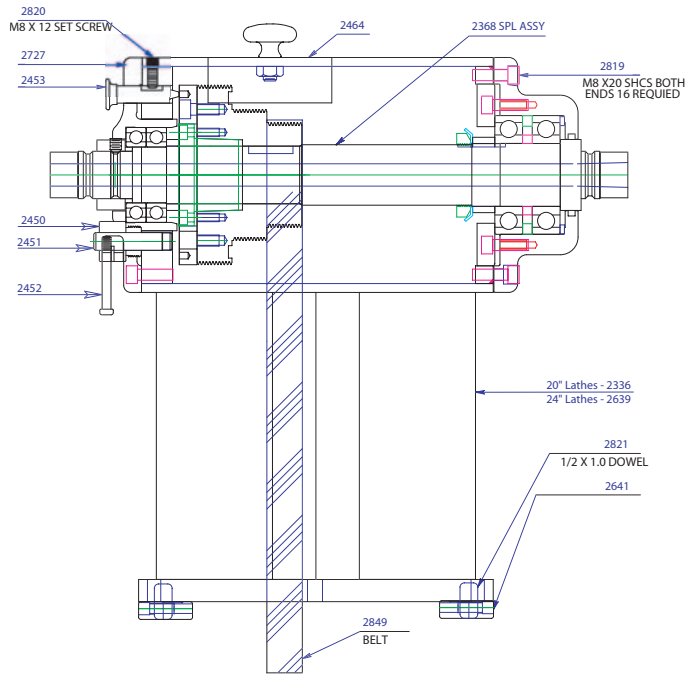 2820
M8 X 12 SET SCREW
2464
2368 SPL ASSY
2727
2453
2819
M8 X20 SHCS BOTH
ENDS 16 REQUIED
2450
2451
2452
20" Lathes - 2336
24" Lathes - 2639
2821
1/2 X 1.0 DOWEL
2641
2849
BELT